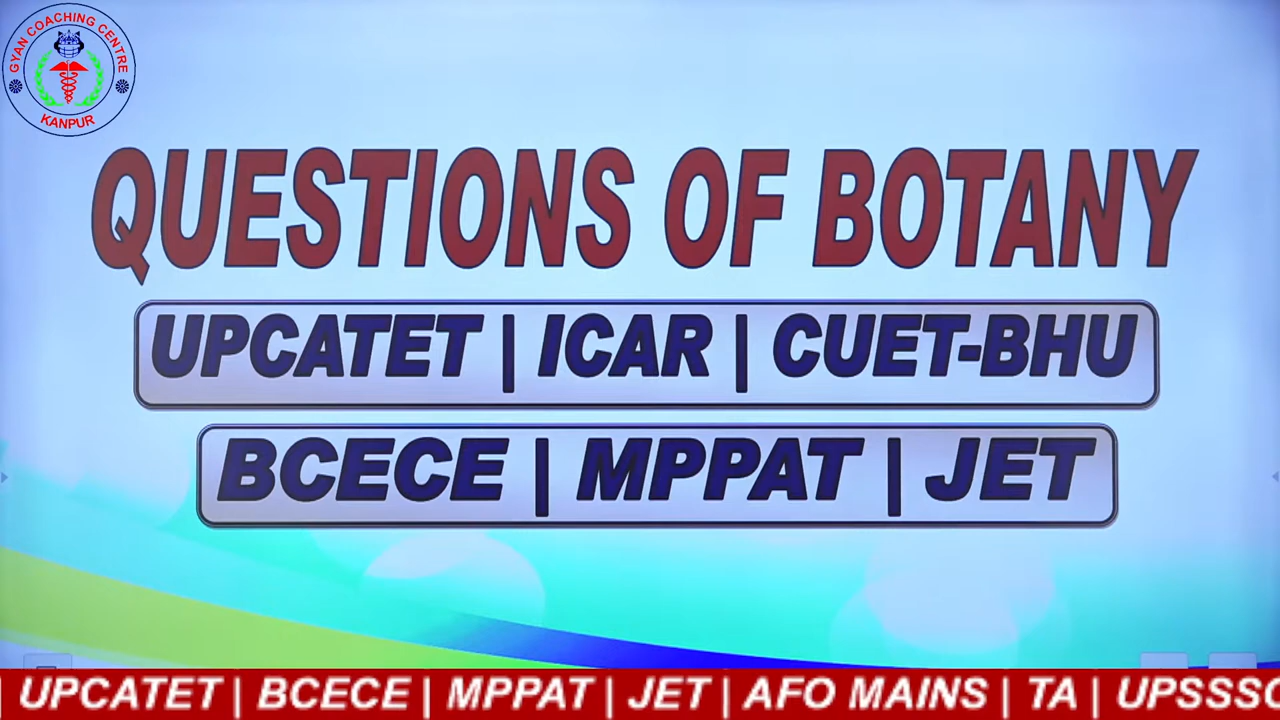 GYAN COACHING CENTRE
KANPUR
QUESTIONS OF BOTANY
UPCATET | ICAR | CUET-BHU
BCECE | MPPAT | JET
| UPCATET | BCECE | MPPAT | JET | AFO MAINS | TA | UPSSSC